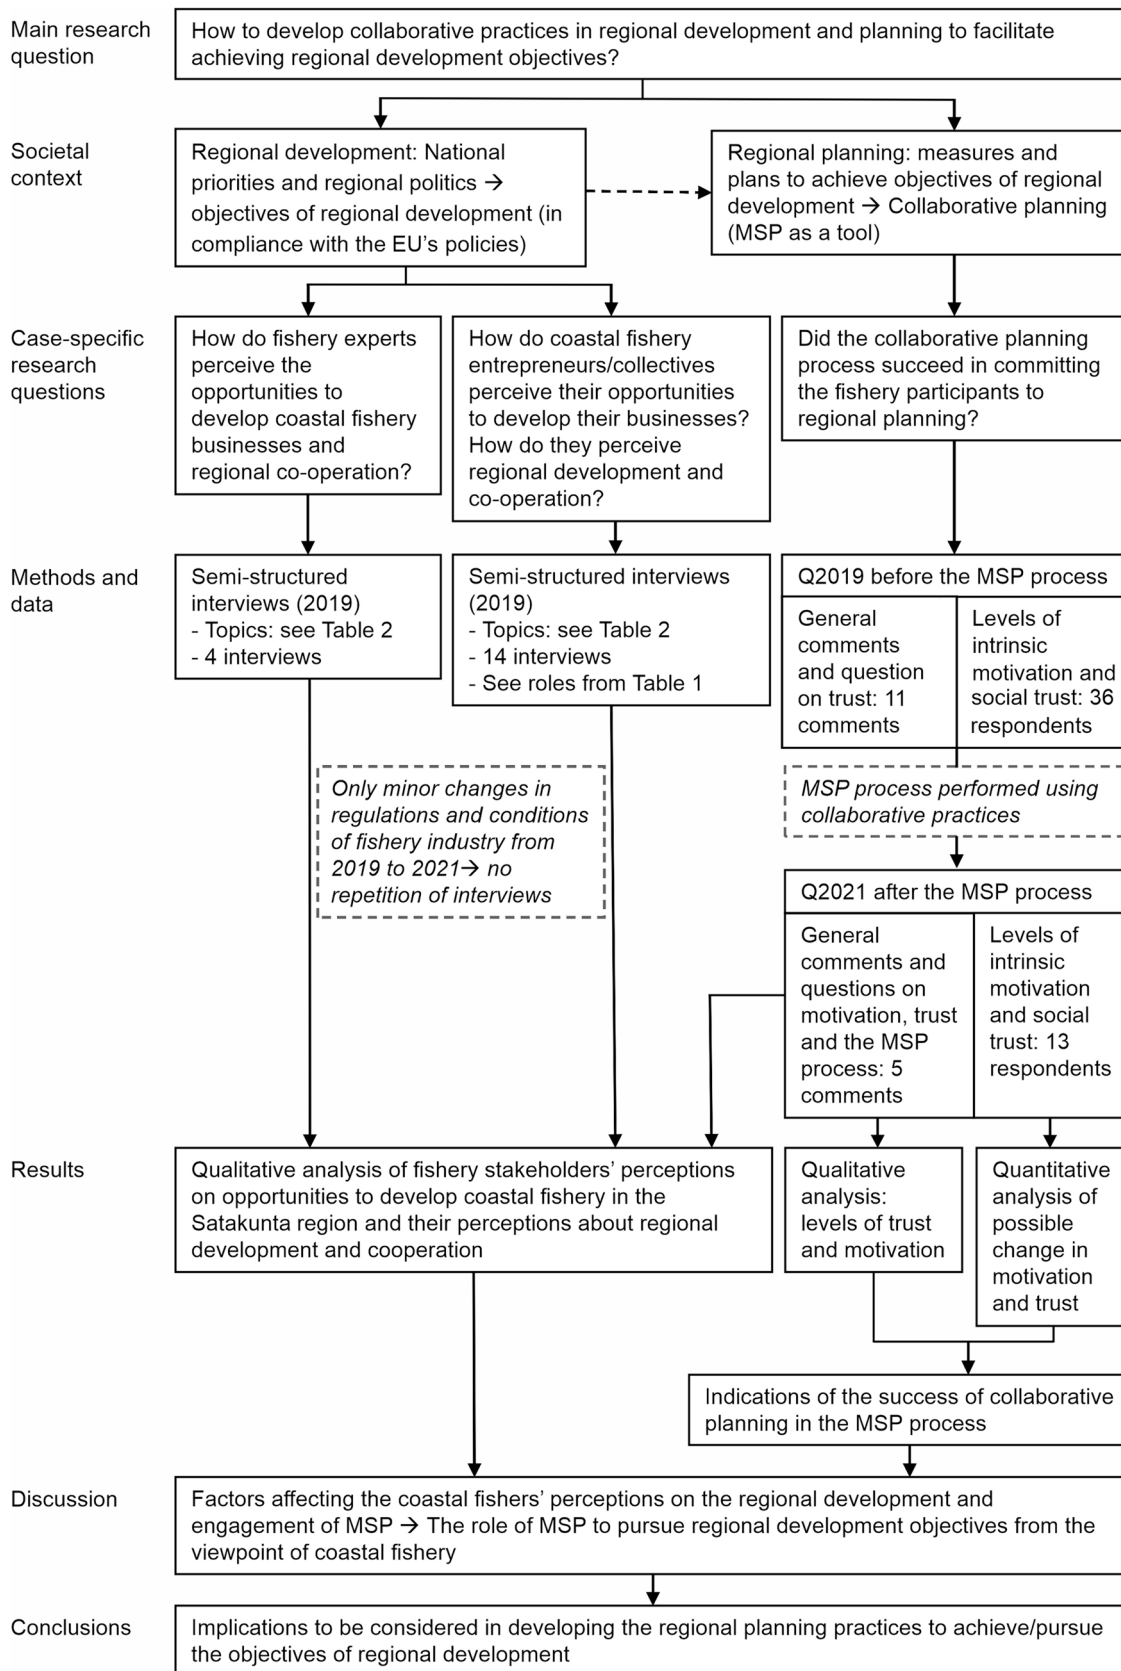 Main research
question
How to develop collaborative practices in regional development and planning to facilitate
achieving regional development objectives?
Societal
context
Regional development: National
priorities and regional politics →
objectives of regional development (in
compliance with the EU's policies)
Regional planning: measures and
plans to achieve objectives of regional
development → Collaborative planning
(MSP as a tool)
Case-specific
research
questions
How do fishery experts
perceive the
opportunities to
develop coastal fishery
businesses and
regional co-operation?
How do coastal fishery
entrepreneurs/collectives
perceive their opportunities
to develop their businesses?
How do they perceive
regional development and
co-operation?
Did the collaborative planning
process succeed in committing
the fishery participants to
regional planning?
Methods and
data
Semi-structured
interviews (2019)
- Topics: see Table 2
- 4 interviews
Semi-structured interviews
(2019)
- Topics: see Table 2
- 14 interviews
- See roles from Table 1
Q2019 before the MSP process
General
comments
and question
on trust: 11
comments
Levels of
intrinsic
motivation and
social trust: 36
respondents
Only minor changes in
regulations and conditions
of fishery industry from
2019 to 2021→ no
repetition of interviews
MSP process performed using
collaborative practices
Q2021 after the MSP process
General
comments and
questions on
motivation, trust
and the MSP
process: 5
comments
Levels of
intrinsic
motivation
and social
trust: 13
respondents
Results
Qualitative analysis of fishery stakeholders' perceptions
on opportunities to develop coastal fishery in the
Satakunta region and their perceptions about regional
development and cooperation
Qualitative
analysis:
levels of trust
and motivation
Quantitative
analysis of
possible
change in
motivation
and trust
Indications of the success of collaborative
planning in the MSP process
Discussion
Factors affecting the coastal fishers' perceptions on the regional development and
engagement of MSP → The role of MSP to pursue regional development objectives from the
viewpoint of coastal fishery
Conclusions
Implications to be considered in developing the regional planning practices to achieve/pursue
the objectives of regional development